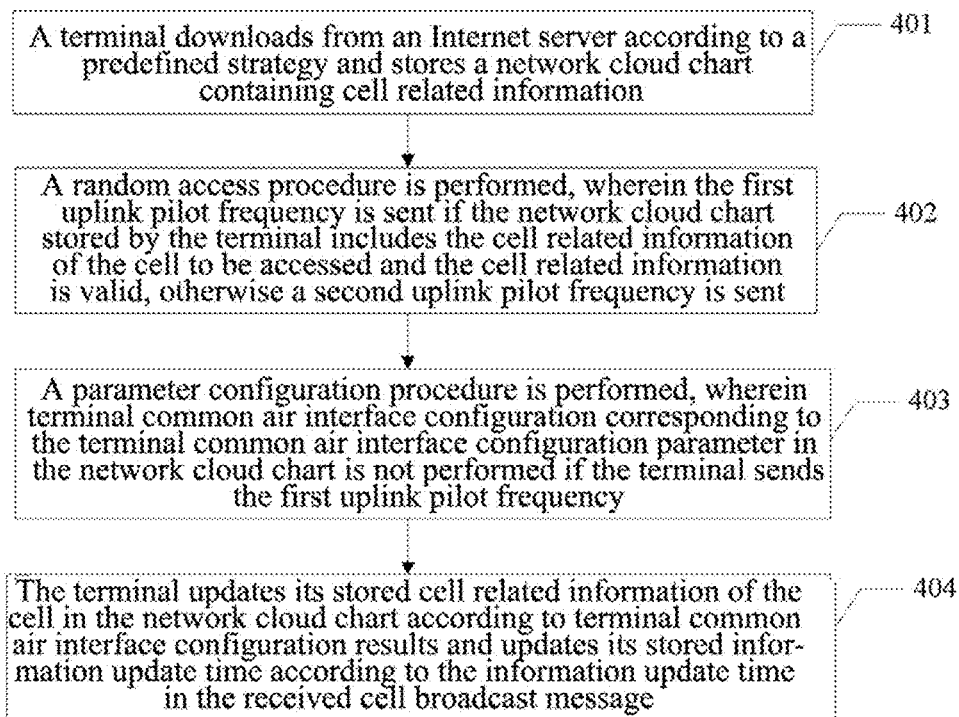 A terminal downloads from an Internet server according to a
predefined strategy and stores a network cloud chart
containing cell related information
401
A random access procedure is performed, wherein the first
uplink pilot frequency is sent if the network cloud chart
stored by the terminal includes the cell related information
of the cell to be accessed and the cell related information
is valid, otherwise a second uplink pilot frequency is sent
402
A parameter configuration procedure is performed, wherein
terminal common air interface configuration corresponding to
the terminal common air interface configuration parameter in
the network cloud chart is not performed if the terminal sends
the first uplink pilot frequency
403
The terminal updates its stored cell related information of the
cell in the network cloud chart according to terminal common
air interface configuration results and updates its stored infor-
mation update time according to the information update time
in the received cell broadcast message
404